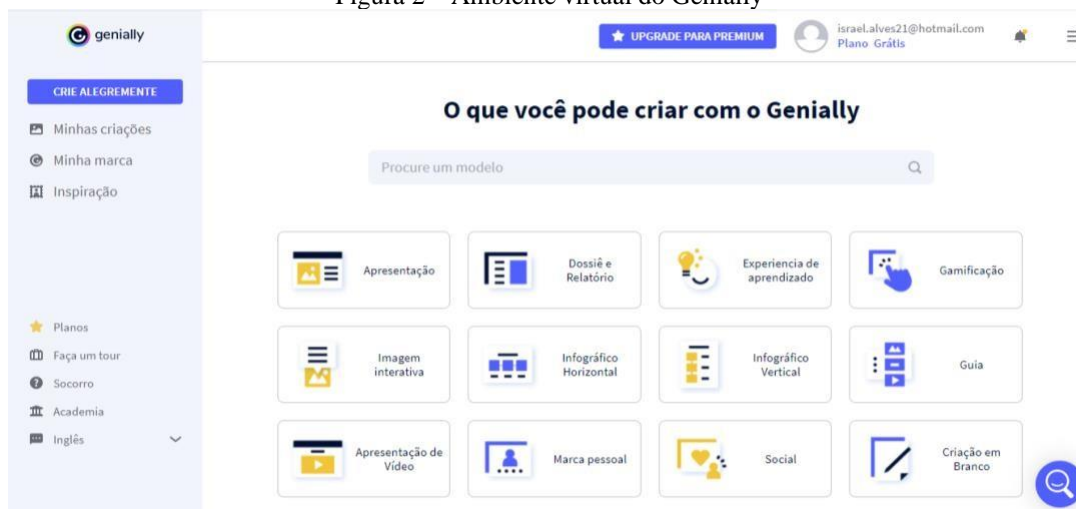 Figura 2 – Ambiente virtual do Genially
genially
UPGRADE PARA PREMIUM
israel.alves21@hotmail.com
Plano Grátis
CRIE ALEGREMENTE
Minhas criações
Minha marca
Inspiração
Planos
Faça um tour
Socorro
Academia
Inglês
O que você pode criar com o Genially
Procure um modelo
Apresentação
Dossiê e
Relatório
Experiencia de
aprendizado
Gamificação
Imagem
interativa
Infográfico
Horizontal
Infográfico
Vertical
Guia
Apresentação de
Vídeo
Marca pessoal
Social
Criação em
Branco